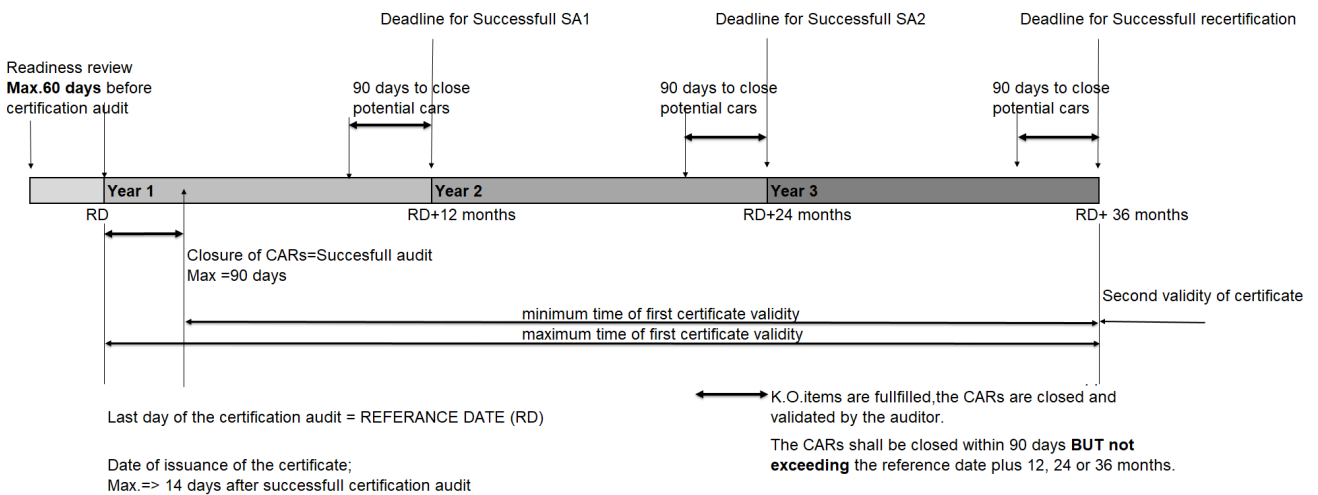 Deadline for Successfull SA1
Deadline for Successfull SA2
Deadline for Successfull recertification
Readiness review
Max.60 days before
certification audit
90 days to close
potential cars
90 days to close
potential cars
90 days to close
potential cars
Year 1
Year 2
Year 3
RD
RD+12 months
RD+24 months
RD+ 36 months
Closure of CARs=Succesfull audit
Max =90 days
Second validity of certificate
minimum time of first certificate validity
maximum time of first certificate validity
Last day of the certification audit = REFERANCE DATE (RD)
Date of issuance of the certificate;
Max.=> 14 days after successfull certification audit
K.O.items are fullfilled,the CARs are closed and
validated by the auditor.
The CARs shall be closed within 90 days BUT not
exceeding the reference date plus 12, 24 or 36 months.